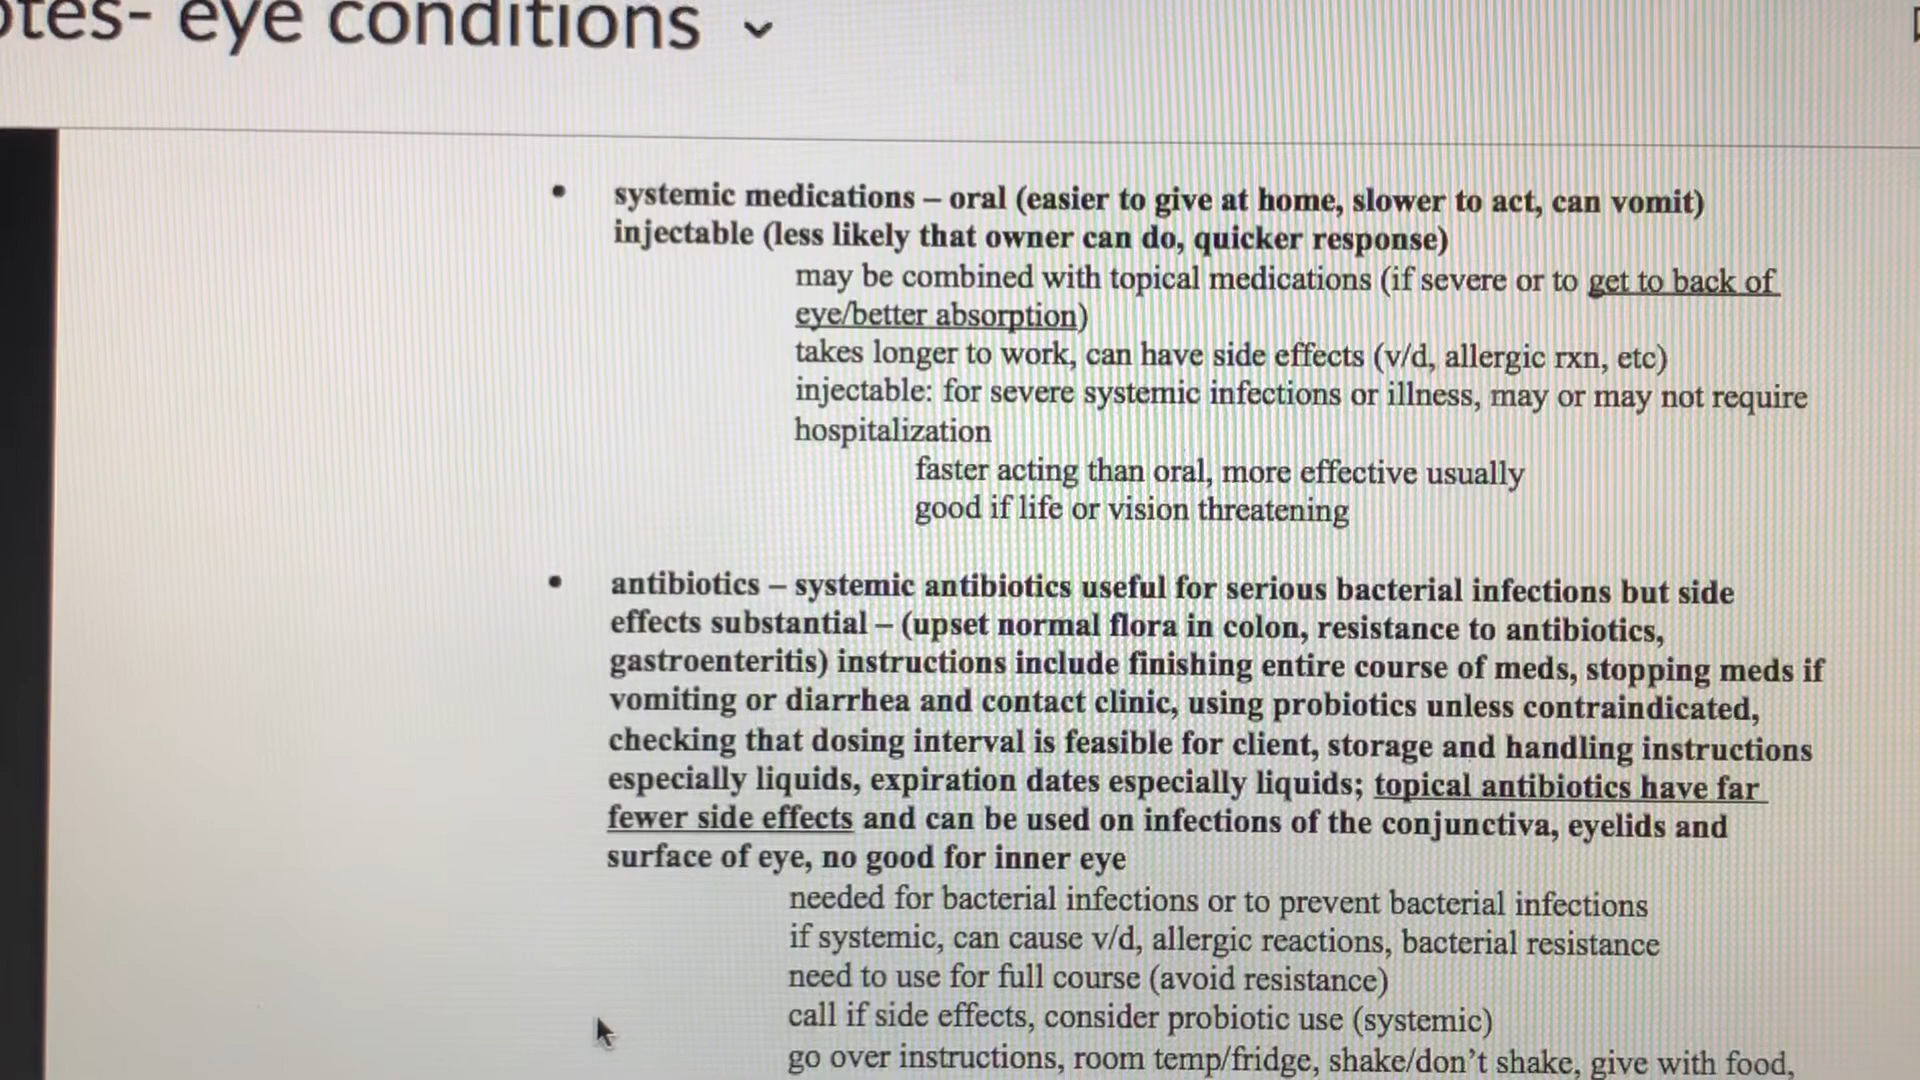 otes- eye conditions
• systemic medications – oral (easier to give at home, slower to act, can vomit)
injectable (less likely that owner can do, quicker response)
may be combined with topical medications (if severe or to get to back of
eye/better absorption)
takes longer to work, can have side effects (v/d, allergic rxn, etc)
injectable: for severe systemic infections or illness, may or may not require
hospitalization
faster acting than oral, more effective usually
good if life or vision threatening
• antibiotics – systemic antibiotics useful for serious bacterial infections but side
effects substantial – (upset normal flora in colon, resistance to antibiotics,
gastroenteritis) instructions include finishing entire course of meds, stopping meds if
vomiting or diarrhea and contact clinic, using probiotics unless contraindicated,
checking that dosing interval is feasible for client, storage and handling instructions
especially liquids, expiration dates especially liquids; topical antibiotics have far
fewer side effects and can be used on infections of the conjunctiva, eyelids and
surface of eye, no good for inner eye
needed for bacterial infections or to prevent bacterial infections
if systemic, can cause v/d, allergic reactions, bacterial resistance
need to use for full course (avoid resistance)
call if side effects, consider probiotic use (systemic)
go over instructions, room temp/fridge, shake/don't shake, give with food,